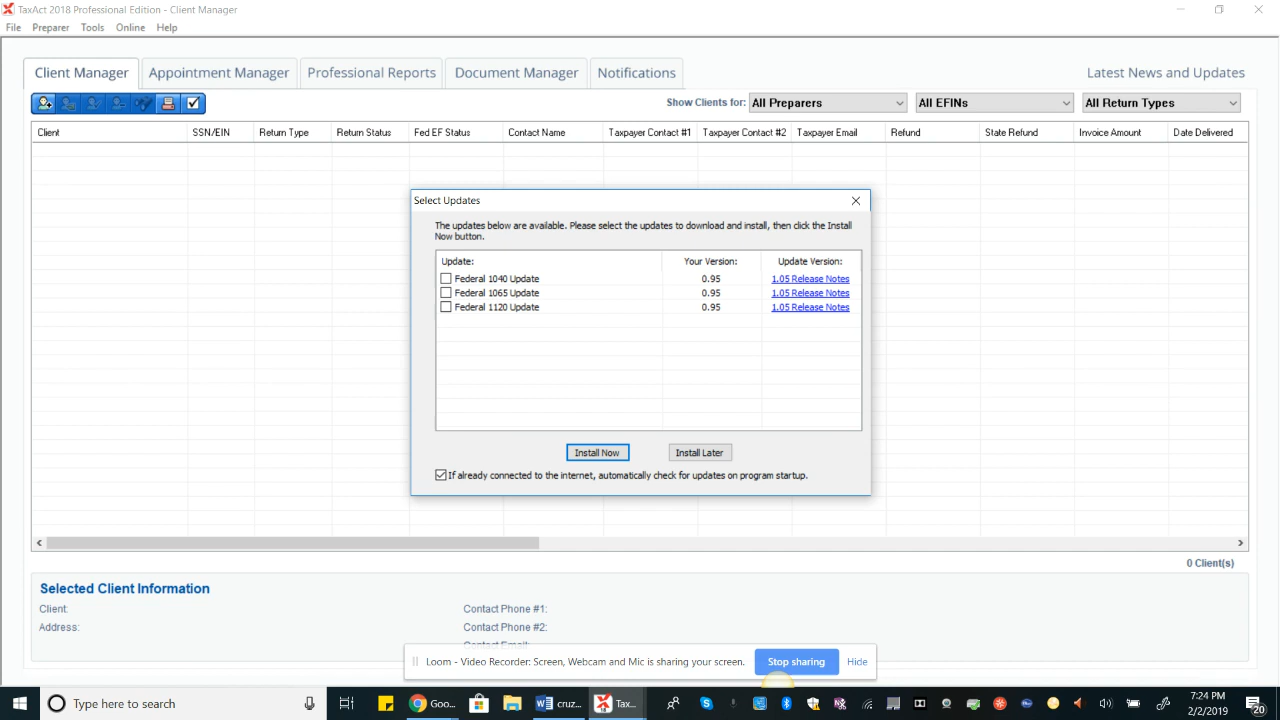 TaxAct 2018 Professional Edition - Client Manager
File Preparer Tools Online Help
Client Manager Appointment Manager Professional Reports Document Manager Notifications Latest News and Updates
Show Clients for: All Preparers All EFINs All Return Types
Client SSN/EIN Return Type Return Status Fed EF Status Contact Name Taxpayer Contact #1 Taxpayer Contact #2 Taxpayer Email Refund State Refund Invoice Amount Date Delivered
Select Updates
The updates below are available. Please select the updates to download and install, then click the Install
Now button.
Update: Your Version: Update Version:
Federal 1040 Update 0.95 1.05 Release Notes
Federal 1065 Update 0.95 1.05 Release Notes
Federal 1120 Update 0.95 1.05 Release Notes
Install Now Install Later
If already connected to the internet, automatically check for updates on program startup.
0 Client(s)
Selected Client Information
Client: Contact Phone #1:
Address: Contact Phone #2:
Contact Email:
Loom - Video Recorder: Screen, Webcam and Mic is sharing your screen. Stop sharing Hide
Type here to search Goo... cruz... Tax... 7:24 PM
2/2/2019 20